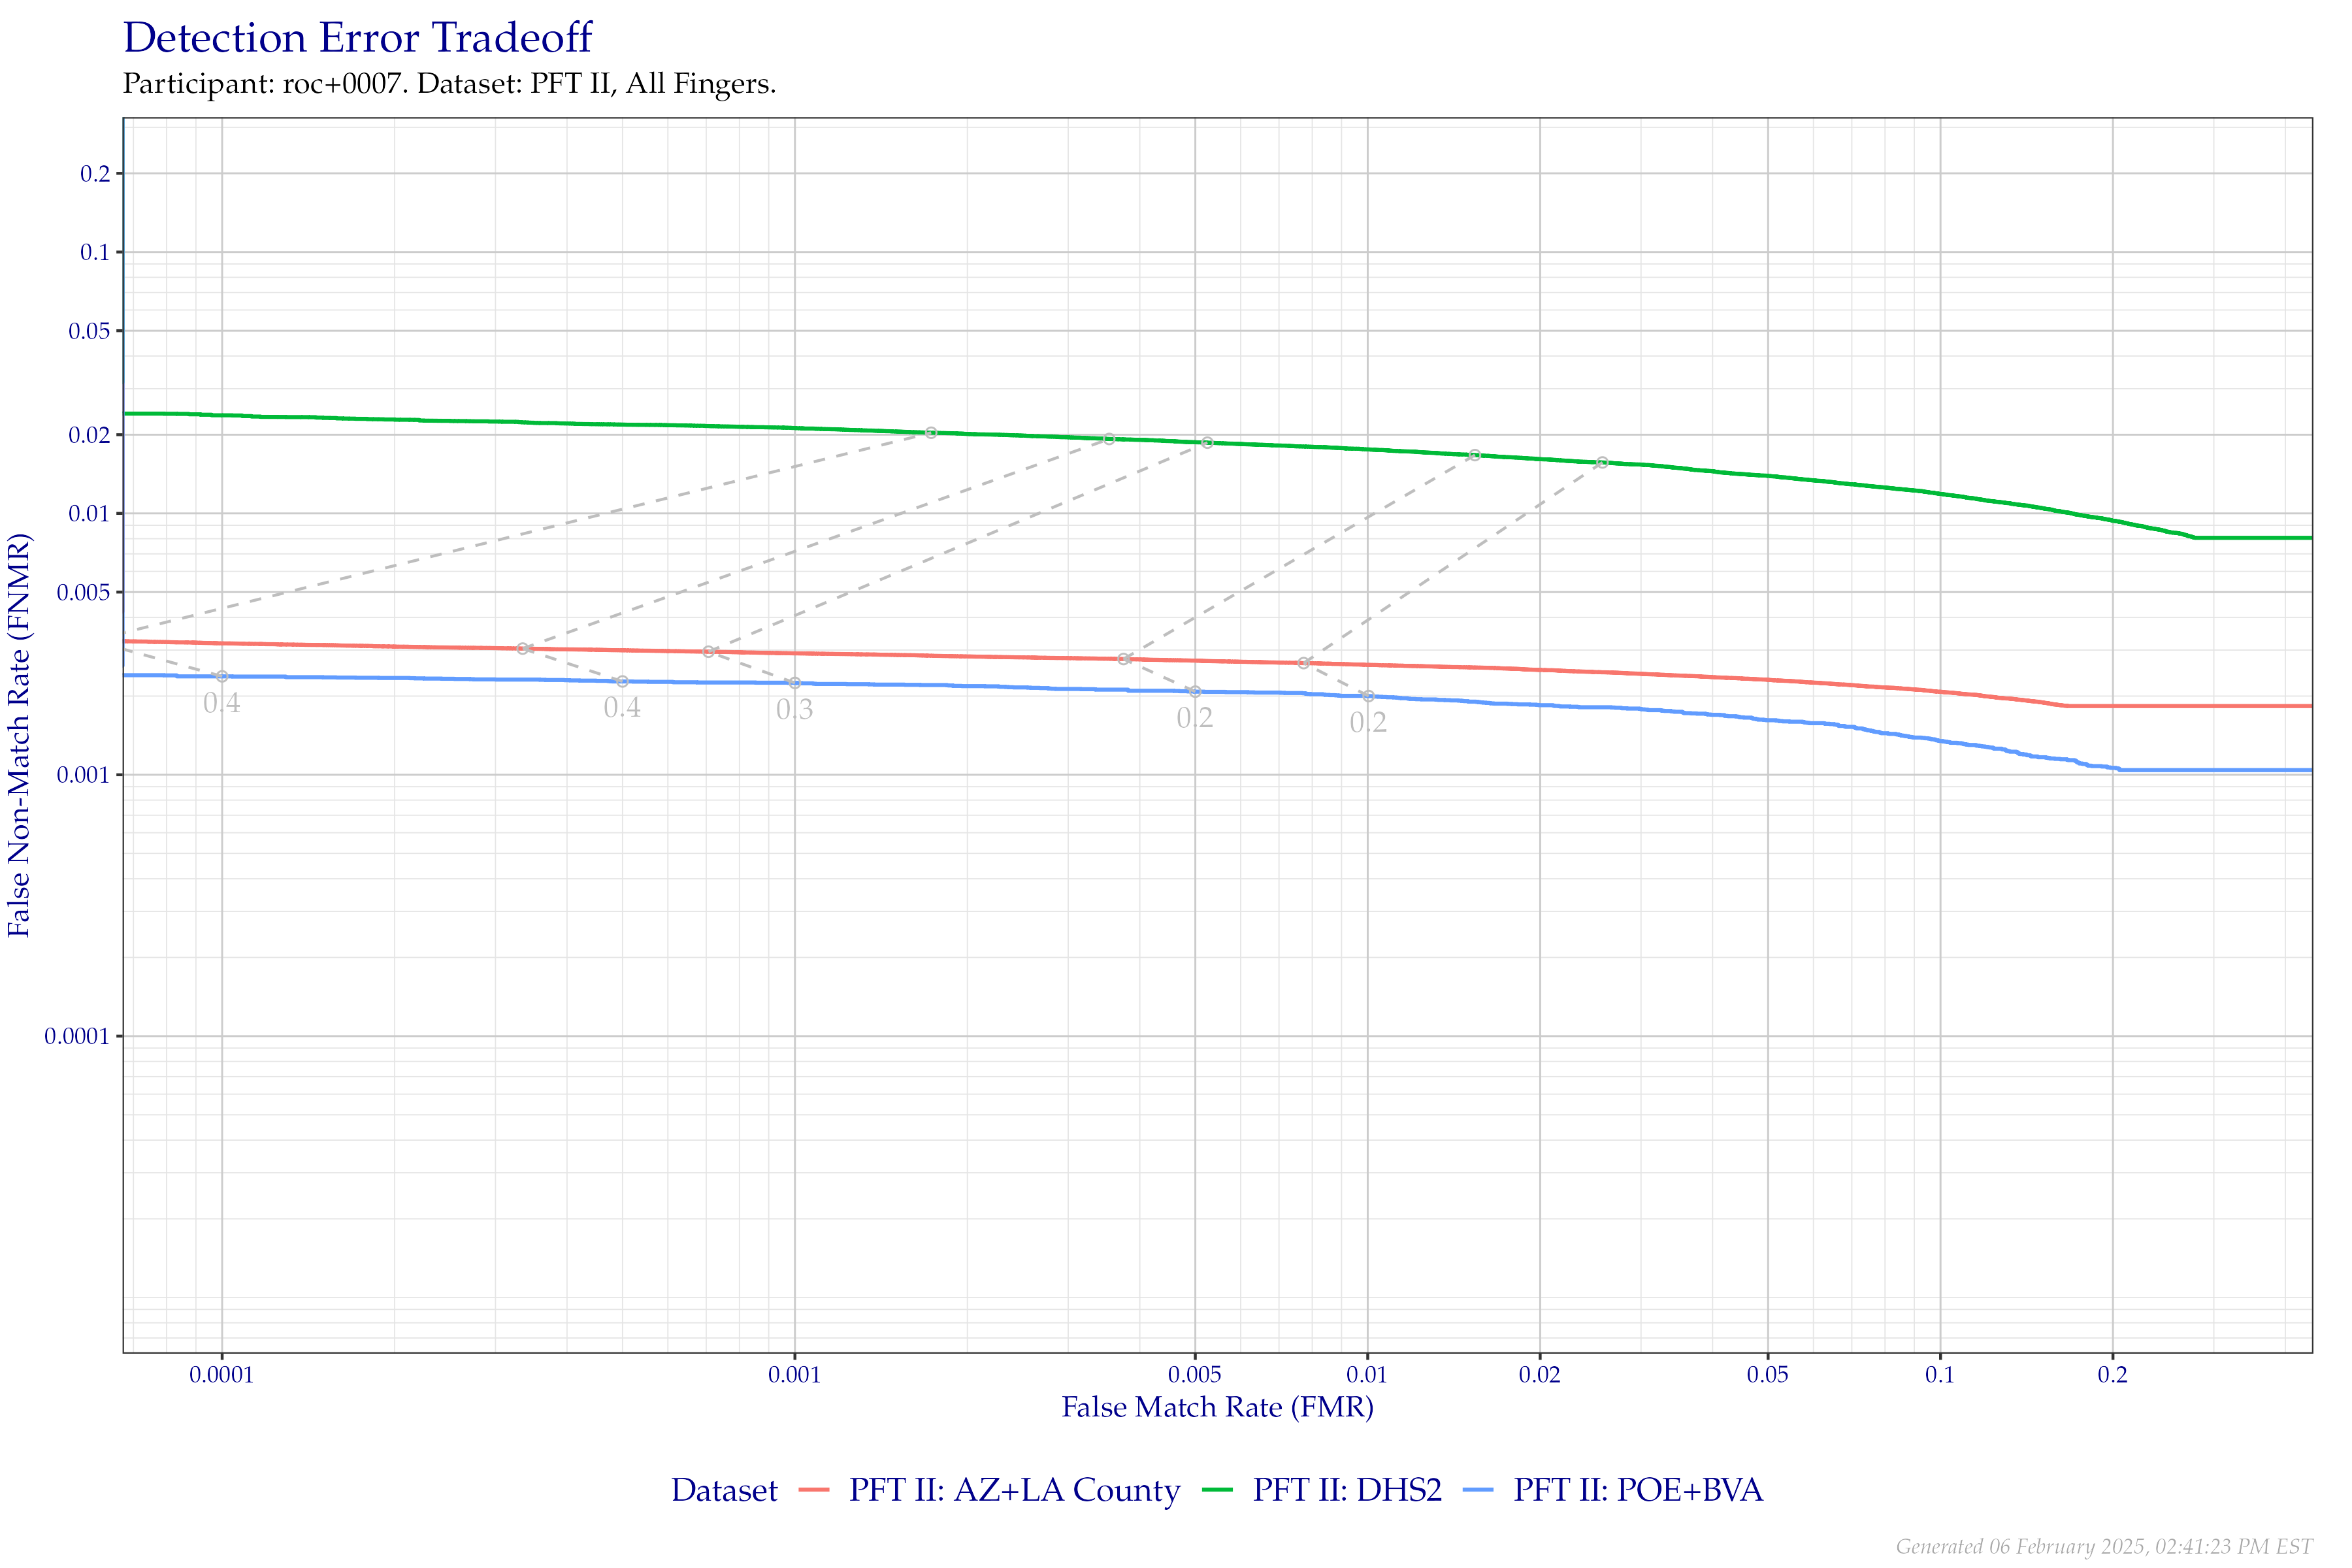 Detection Error Tradeoff
Participant: roc+0007. Dataset: PFT II, All Fingers.
False Non-Match Rate (FNMR)
0.2
0.1
0.05
0.02
0.01
0.005
0.001
0.0001
0.4
0.4
0.3
0.2
0.2
0.0001 0.001 0.005 0.01 0.02 0.05 0.1 0.2
False Match Rate (FMR)
Dataset PFT II: AZ+LA County PFT II: DHS2 PFT II: POE+BVA
Generated 06 February 2025, 02:41:23 PM EST